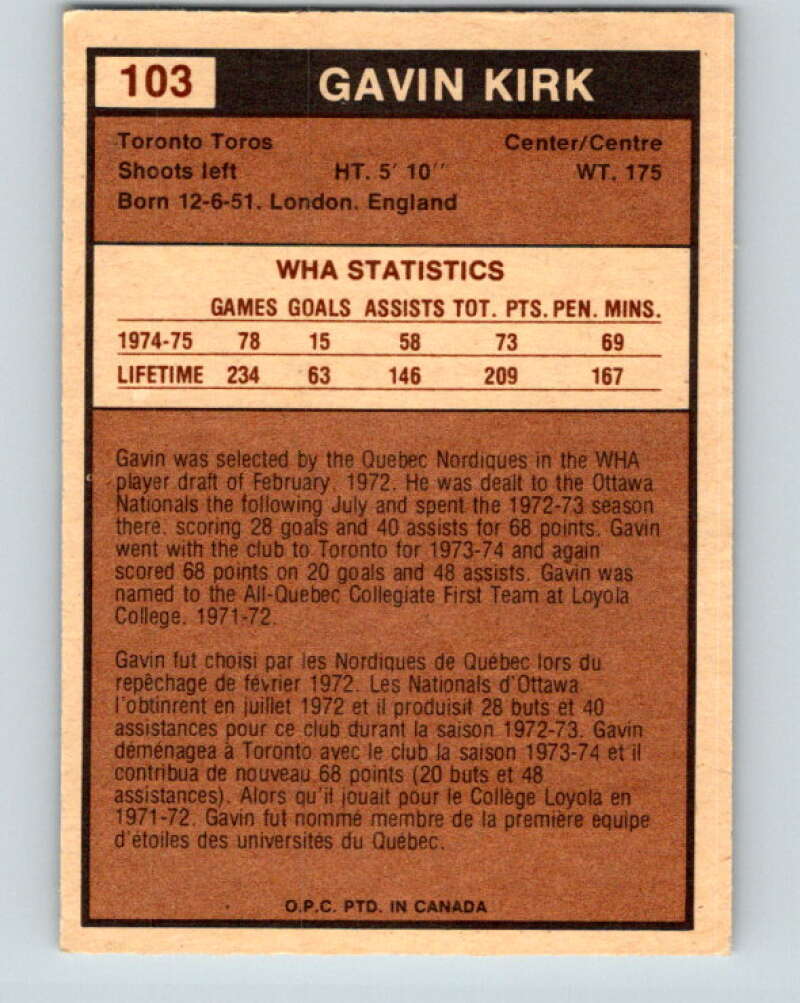 103 GAVIN KIRK
Toronto Toros Center/Centre
Shoots left HT. 5' 10'' WT. 175
Born 12-6-51. London. England
WHA STATISTICS
GAMES GOALS ASSISTS TOT. PTS. PEN. MINS.
1974-75 78 15 58 73 69
LIFETIME 234 63 146 209 167
Gavin was selected by the Quebec Nordiques in the WHA
player draft of February, 1972. He was dealt to the Ottawa
Nationals the following July and spent the 1972-73 season
there, scoring 28 goals and 40 assists for 68 points. Gavin
went with the club to Toronto for 1973-74 and again
scored 68 points on 20 goals and 48 assists. Gavin was
named to the All-Quebec Collegiate First Team at Loyola
College, 1971-72.
Gavin fut choisi par les Nordiques de Québec lors du
repêchage de février 1972. Les Nationals d'Ottawa
l'obtinrent en juillet 1972 et il produisit 28 buts et 40
assistances pour ce club durant la saison 1972-73. Gavin
déménagea à Toronto avec le club la saison 1973-74 et il
contribua de nouveau 68 points (20 buts et 48
assistances). Alors qu'il jouait pour le Collège Loyola en
1971-72. Gavin fut nommé membre de la première équipe
d'étoiles des universités du Québec.
O.P.C. PTD. IN CANADA